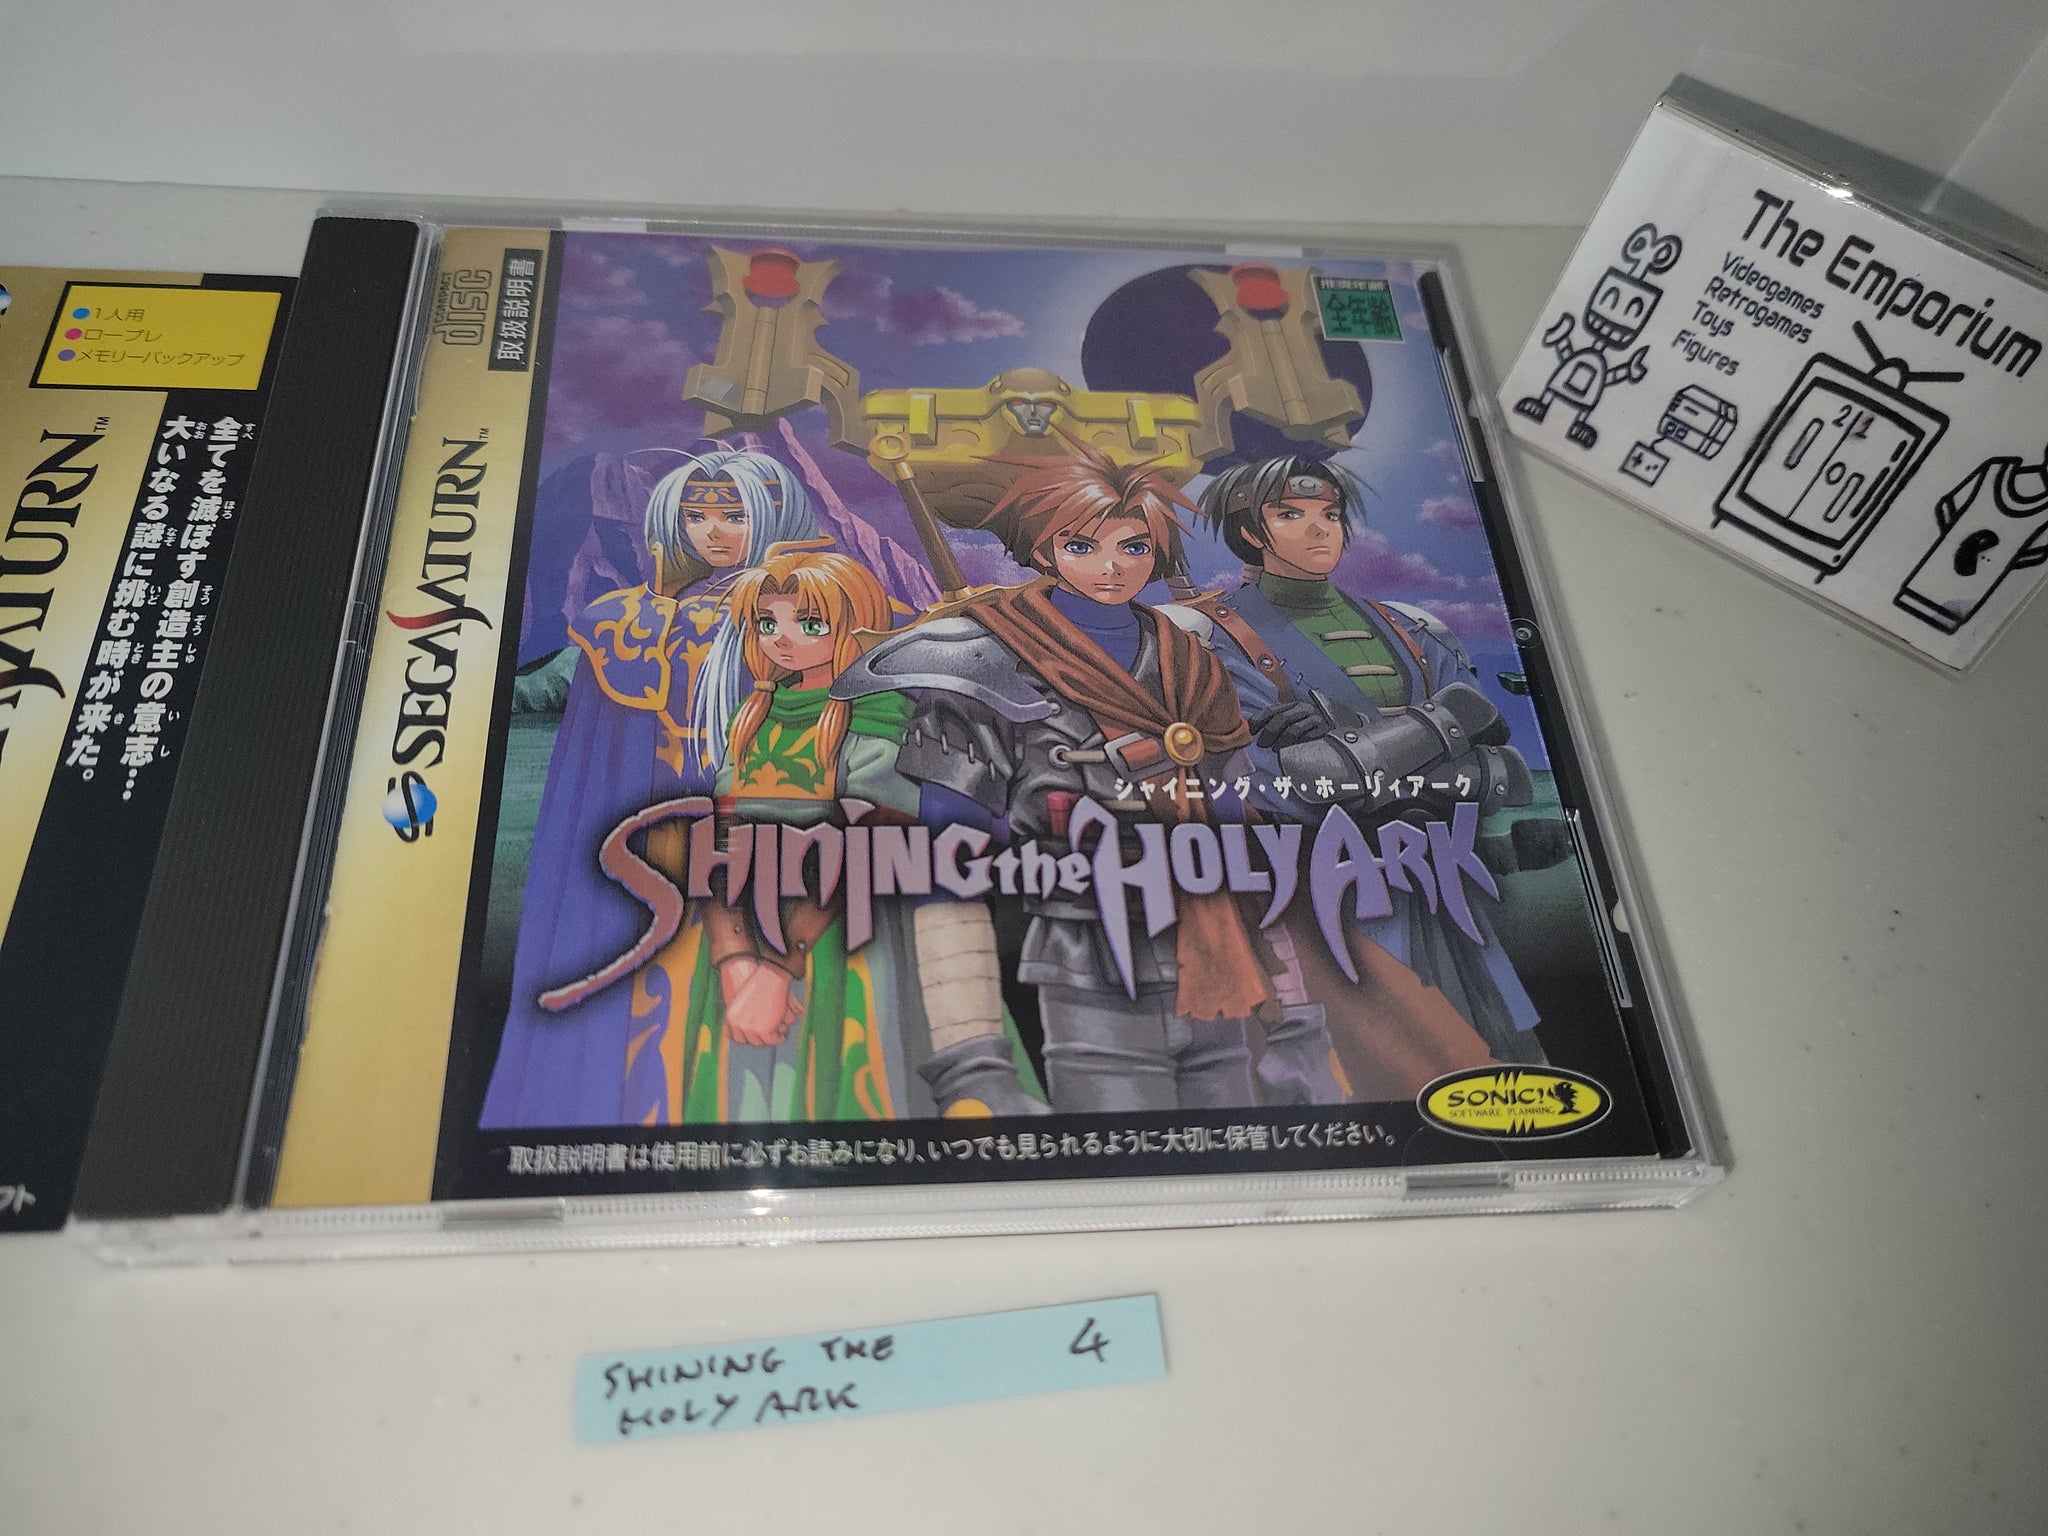 1人用
ロープレ
メモリーバックアップ
全てを滅ぼす創造主の意志…
大いなる謎に挑む時が来た。
SATURN™
フト
COMPACT
disc
取扱説明書
SEGA SATURN™
推奨年齢
全年齢
シャイニング・ザ・ホーリィアーク
SHINING the HOLY ARK
SONIC!
SOFTWARE PLANNING
取扱説明書は使用前に必ずお読みになり、いつでも見られるように大切に保管してください。
The Emporium
Videogames
Retrogames
Toys
Figures
2 1
SHINING THE 4
HOLY ARK